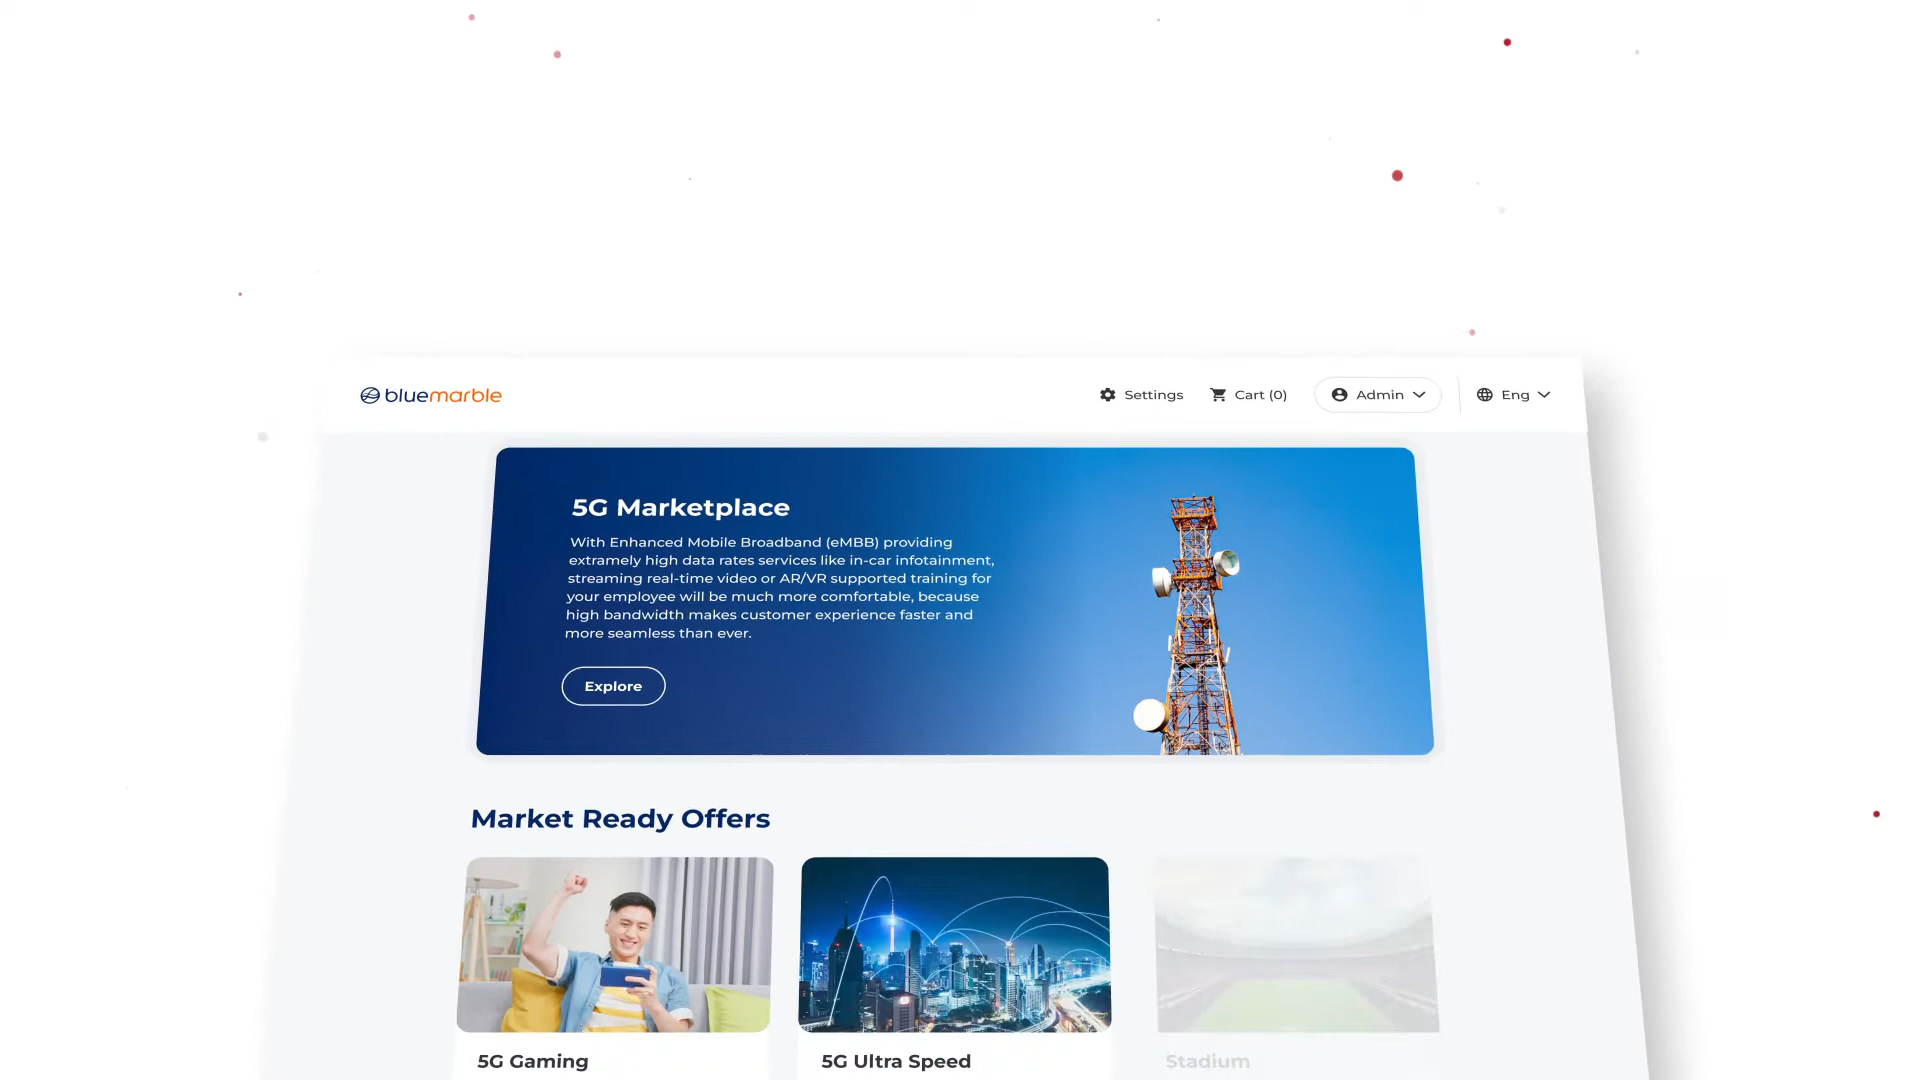 bluemarble
Settings
Cart (0)
Admin
Eng
5G Marketplace
With Enhanced Mobile Broadband (eMBB) providing
extramely high data rates services like in-car infotainment,
streaming real-time video or AR/VR supported training for
your employee will be much more comfortable, because
high bandwidth makes customer experience faster and
more seamless than ever.
Explore
Market Ready Offers
5G Gaming
5G Ultra Speed
Stadium